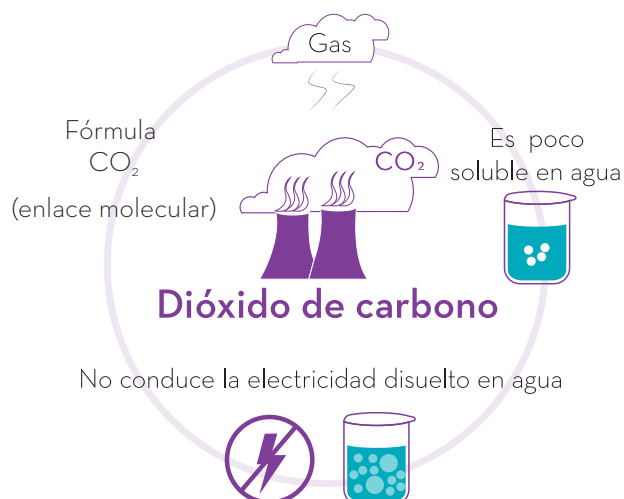 Gas
Fórmula
CO₂
(enlace molecular)
CO₂
Es poco
soluble en agua
Dióxido de carbono
No conduce la electricidad disuelto en agua